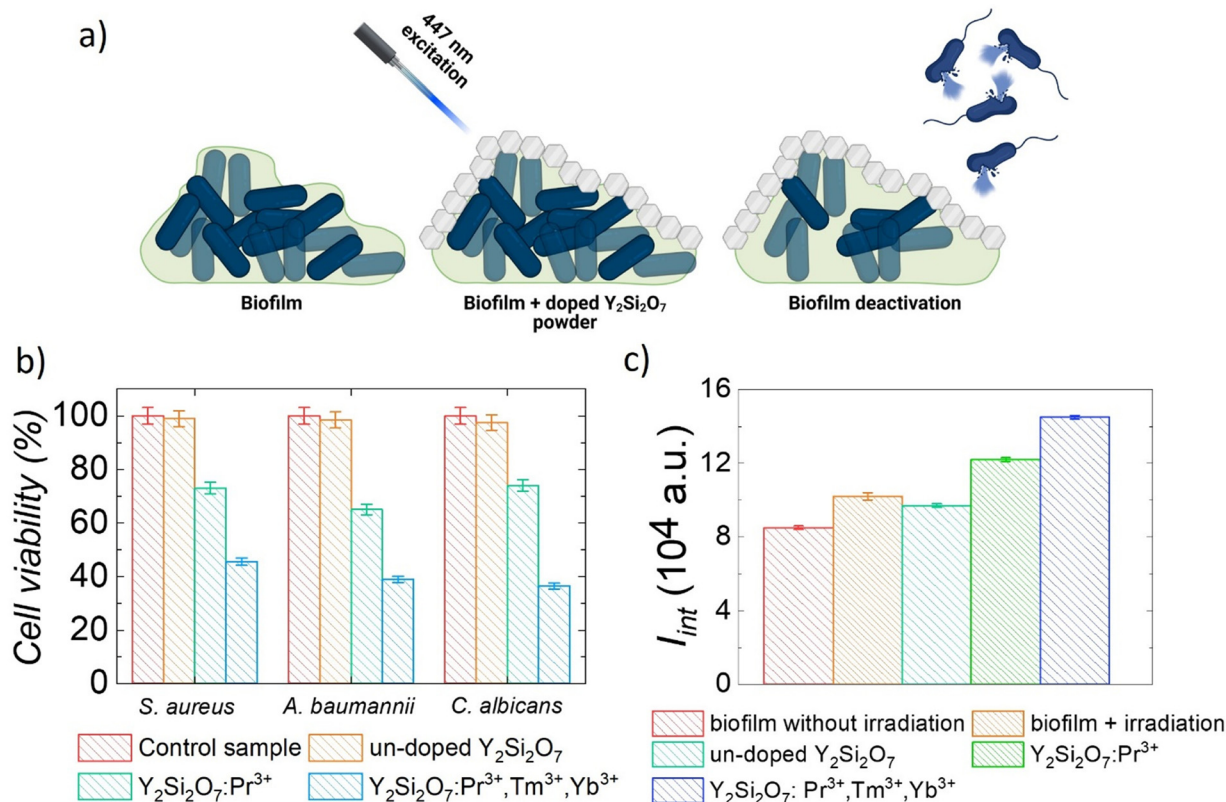 a)
447 nm
excitation
Biofilm
Biofilm + doped Y₂Si₂O₇
powder
Biofilm deactivation
b)
Cell viability (%)
100
80
60
40
20
0
S. aureus
A. baumannii
C. albicans
Control sample
un-doped Y₂Si₂O₇
Y₂Si₂O₇:Pr³⁺
Y₂Si₂O₇:Pr³⁺,Tm³⁺,Yb³⁺
c)
I_int (10⁴ a.u.)
16
12
8
4
0
biofilm without irradiation
biofilm + irradiation
un-doped Y₂Si₂O₇
Y₂Si₂O₇:Pr³⁺
Y₂Si₂O₇: Pr³⁺,Tm³⁺,Yb³⁺